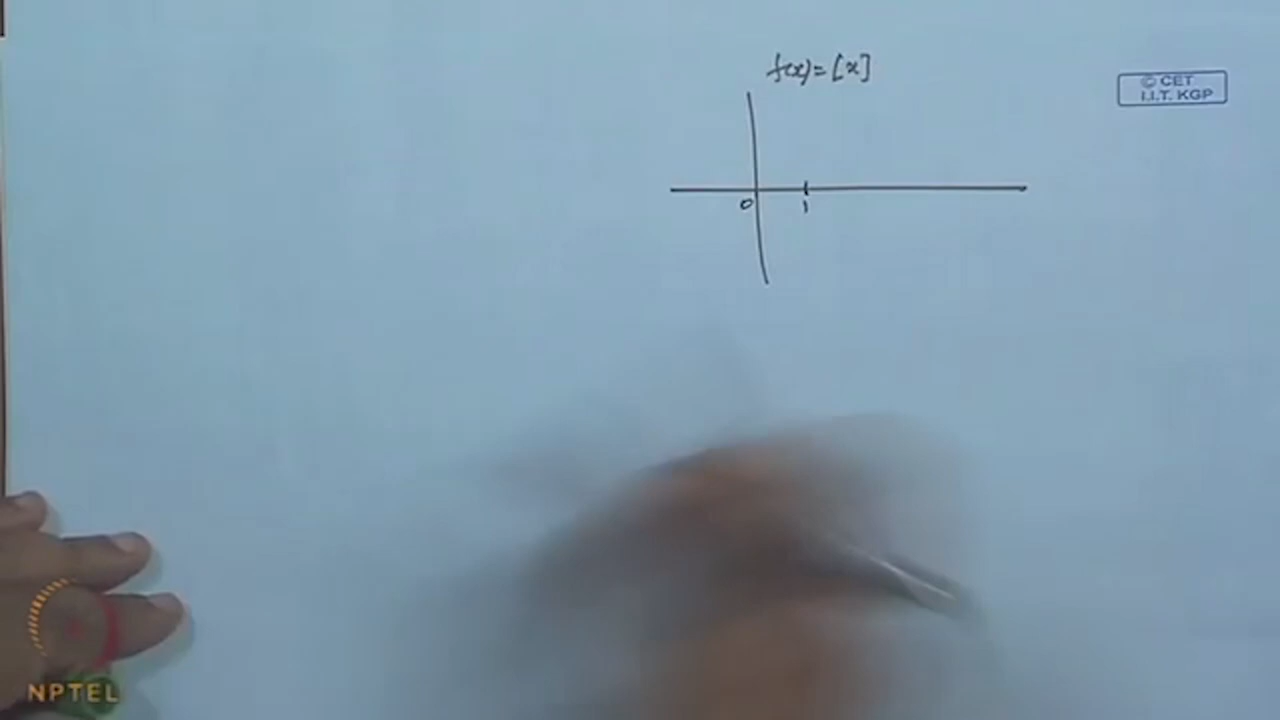 f(x) = [x]
© CET
I.I.T. KGP
0 1
NPTEL